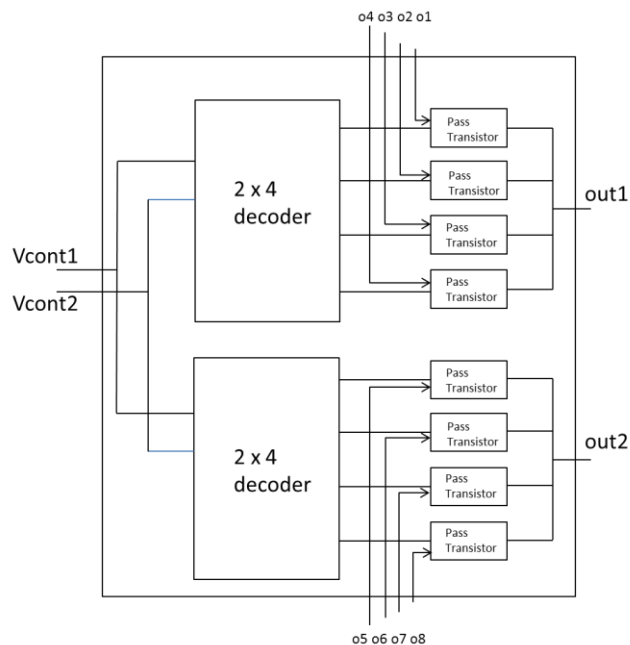 o4 o3 o2 o1
2 x 4
decoder
Pass
Transistor
Pass
Transistor
Pass
Transistor
Pass
Transistor
out1
Vcont1
Vcont2
2 x 4
decoder
Pass
Transistor
Pass
Transistor
Pass
Transistor
Pass
Transistor
out2
o5 o6 o7 o8